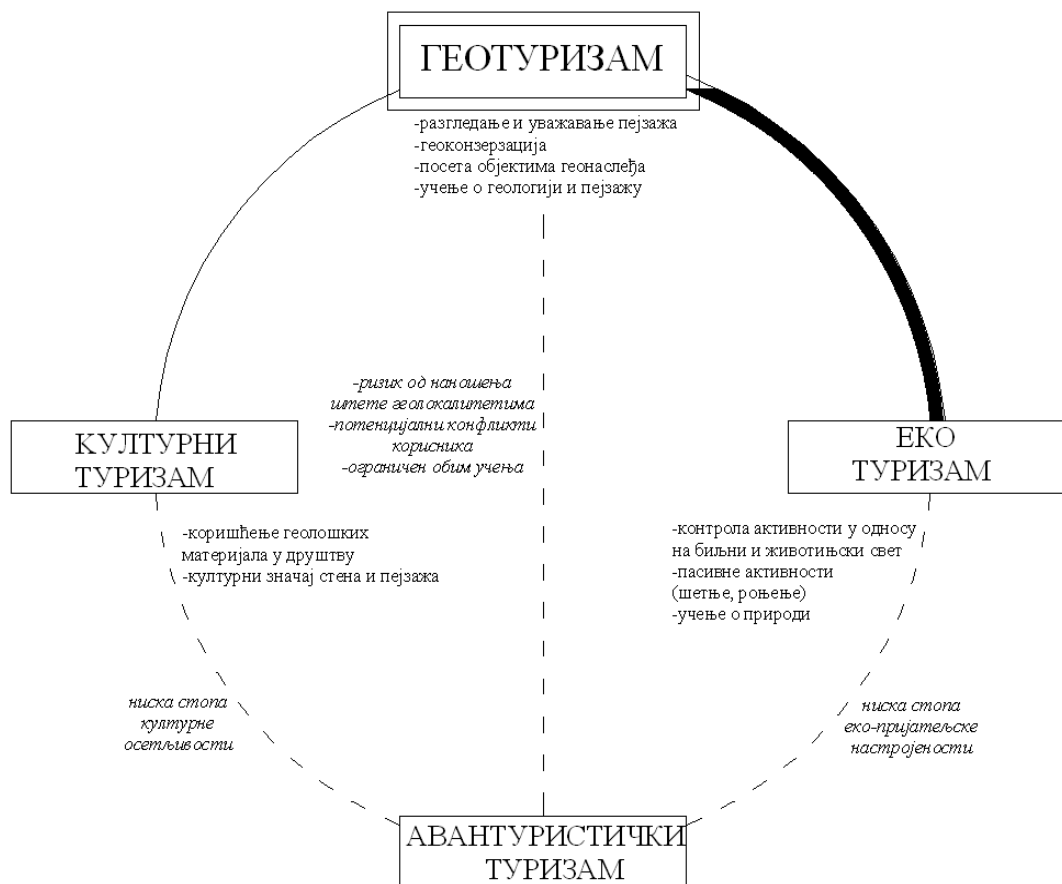 ГЕОТУРИЗАМ
-разгледање и уважавање пејзажа
-геоконзерзација
-посета објектима геонаслеђа
-учење о геологији и пејзажу
-ризик од наношења
штете геолокалитетима
-потенцијални конфликти
корисника
-ограничен обим учења
КУЛТУРНИ
ТУРИЗАМ
ЕКО
ТУРИЗАМ
-коришћење геолошких
материјала у друштву
-културни значај стена и пејзажа
-контрола активности у односу
на биљни и животињски свет
-пасивне активности
(шетње, роњење)
-учење о природи
ниска стопа
културне
осетљивости
ниска стопа
еко-пријатељске
настројености
АВАНТУРИСТИЧКИ
ТУРИЗАМ